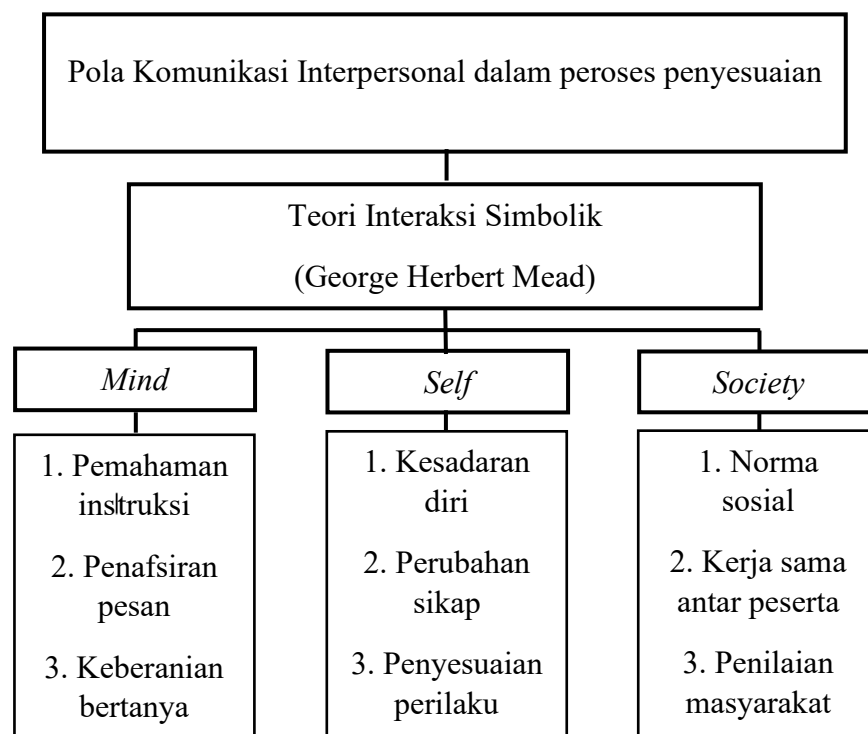 Pola Komunikasi Interpersonal dalam peroses penyesuaian
Teori Interaksi Simbolik
(George Herbert Mead)
Mind
Self
Society
1. Pemahaman
instruksi
2. Penafsiran
pesan
3. Keberanian
bertanya
1. Kesadaran
diri
2. Perubahan
sikap
3. Penyesuaian
perilaku
1. Norma
sosial
2. Kerja sama
antar peserta
3. Penilaian
masyarakat